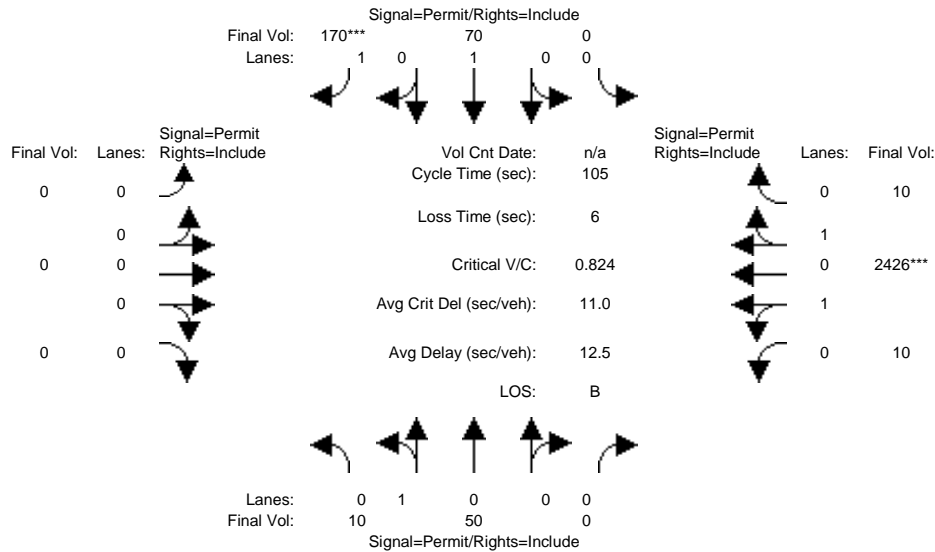 Signal=Permit/Rights=Include
Final Vol: 170*** 70 0
Lanes: 1 0 1 0 0
Signal=Permit
Final Vol: Lanes: Rights=Include
Vol Cnt Date: n/a
Signal=Permit
Rights=Include Lanes: Final Vol:
Cycle Time (sec): 105
0 0
0 10
Loss Time (sec): 6
0
1
0 0
Critical V/C: 0.824
0 2426***
0
Avg Crit Del (sec/veh): 11.0
1
0 0
Avg Delay (sec/veh): 12.5
0 10
LOS: B
Lanes: 0 1 0 0 0
Final Vol: 10 50 0
Signal=Permit/Rights=Include